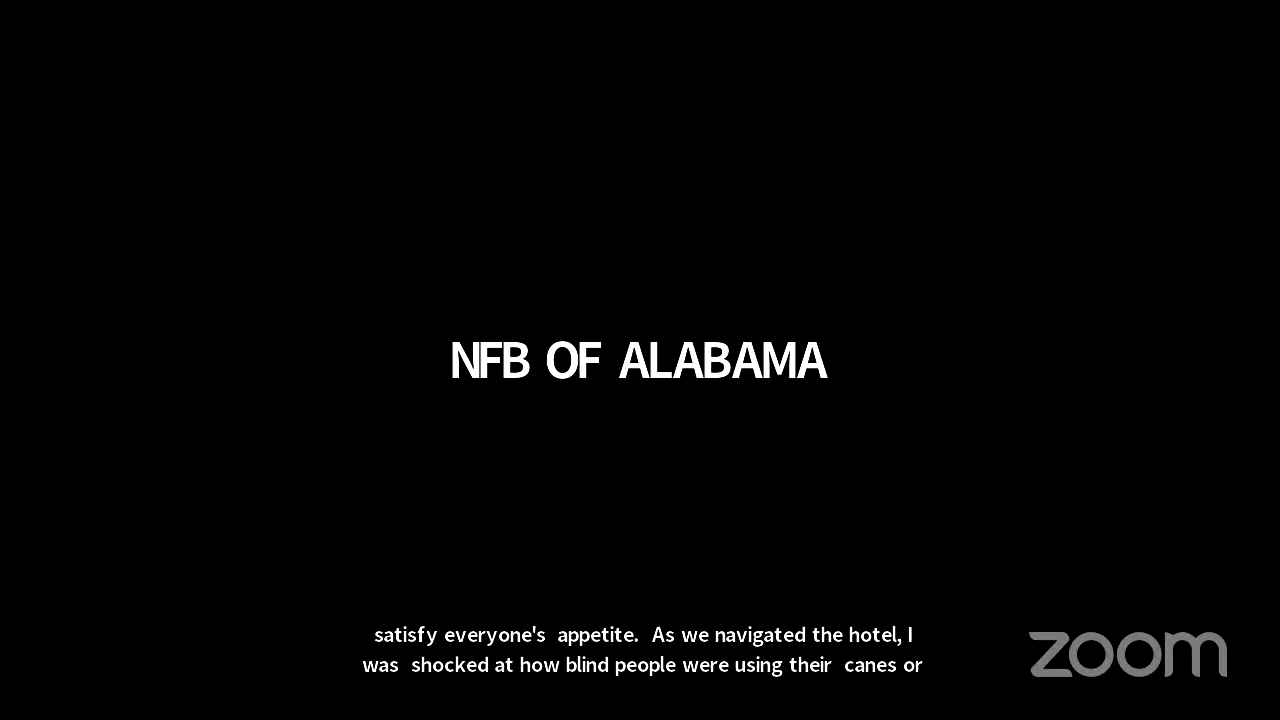 NFB OF ALABAMA
satisfy everyone's appetite. As we navigated the hotel, I
was shocked at how blind people were using their canes or
zoom